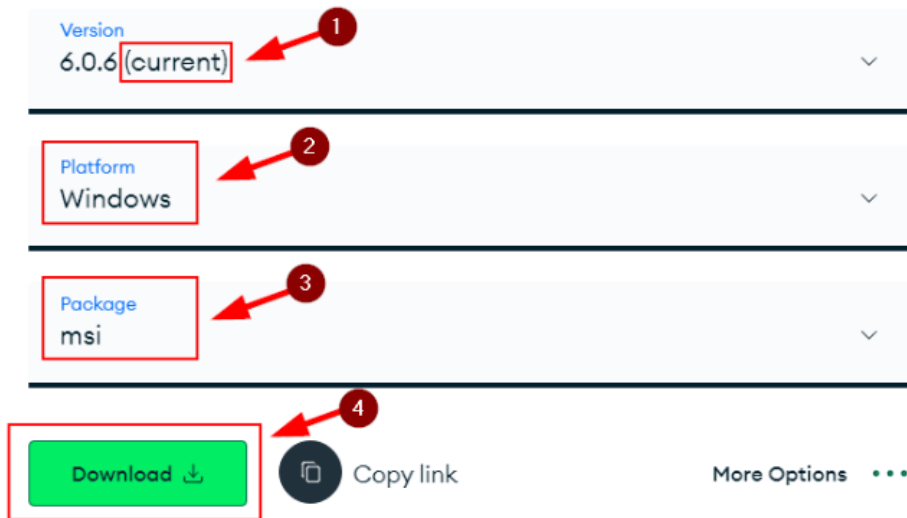 1
Version
6.0.6 (current)
2
Platform
Windows
3
Package
msi
4
Download
Copy link
More Options